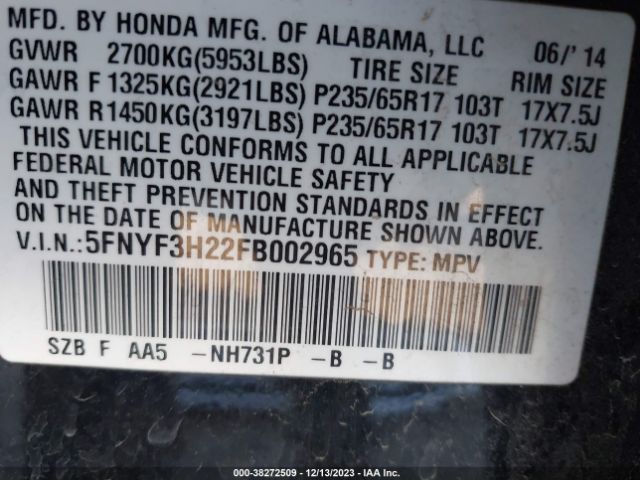 MFD. BY HONDA MFG. OF ALABAMA, LLC 06/' 14
GVWR 2700KG(5953LBS) TIRE SIZE RIM SIZE
GAWR F 1325KG(2921LBS) P235/65R17 103T 17X7.5J
GAWR R1450KG(3197LBS) P235/65R17 103T 17X7.5J
THIS VEHICLE CONFORMS TO ALL APPLICABLE
FEDERAL MOTOR VEHICLE SAFETY
AND THEFT PREVENTION STANDARDS IN EFFECT
ON THE DATE OF MANUFACTURE SHOWN ABOVE.
V.I.N.:5FNYF3H22FB002965 TYPE: MPV
SZB F AA5 -NH731P -B -B
000-38272509 - 12/13/2023 - IAA Inc.